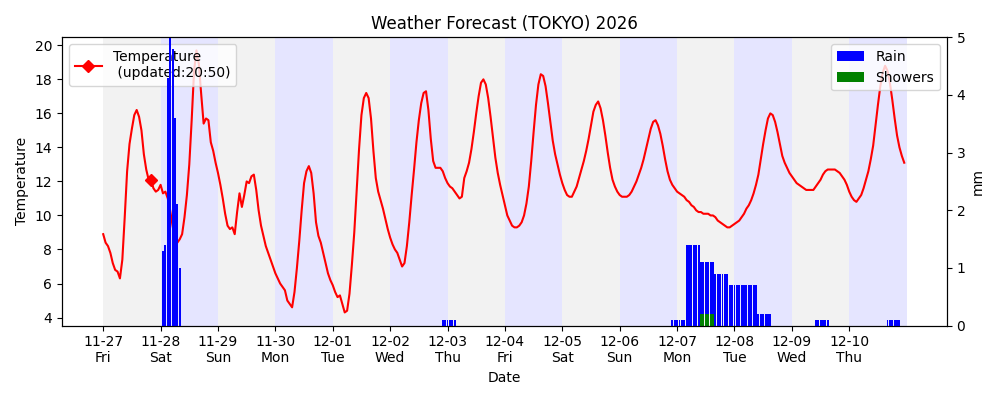 Weather Forecast (TOKYO) 2026
Temperature
(updated:20:50)
Rain
Showers
Temperature
20
18
16
14
12
10
8
6
4
5
4
3
2
1
0
mm
11-27 11-28 11-29 11-30 12-01 12-02 12-03 12-04 12-05 12-06 12-07 12-08 12-09 12-10
Fri Sat Sun Mon Tue Wed Thu Fri Sat Sun Mon Tue Wed Thu
Date